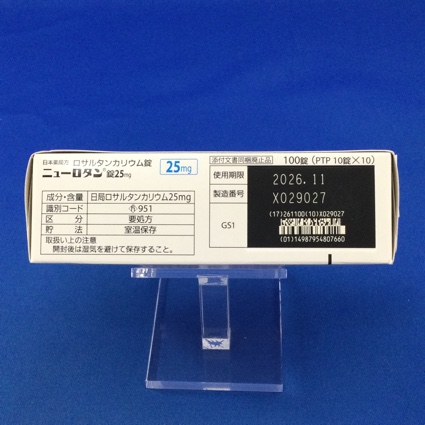 日本薬局方 ロサルタンカリウム錠
ニューロタン®錠25mg
25mg
成分・含量 日局ロサルタンカリウム25mg
識別コード 951
区分 要処方
貯法 室温保存
取扱い上の注意
開封後は湿気を避けて保存すること。
添付文書同梱廃止品 100錠（PTP 10錠×10）
使用期限 2026.11
製造番号 X029027
GS1
(17)261100(10)X029027
(01)14987954807660